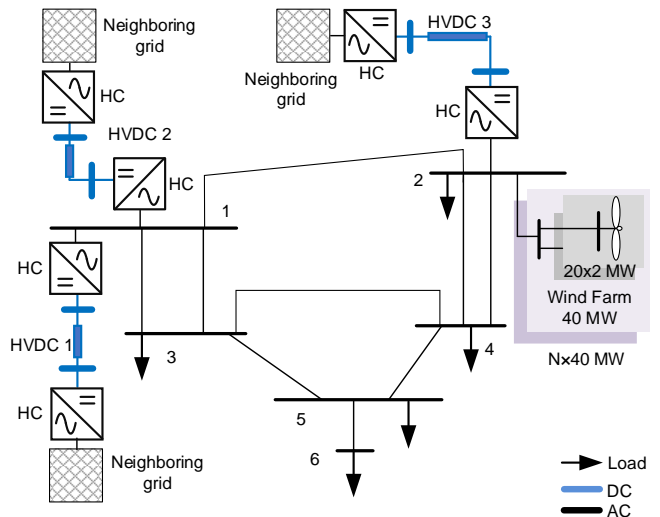 Neighboring
grid
HC
HVDC 2
HC
Neighboring
grid
HC
HVDC 3
HC
1
2
HC
HVDC 1
HC
Neighboring
grid
3
4
5
6
20x2 MW
Wind Farm
40 MW
N×40 MW
Load
DC
AC